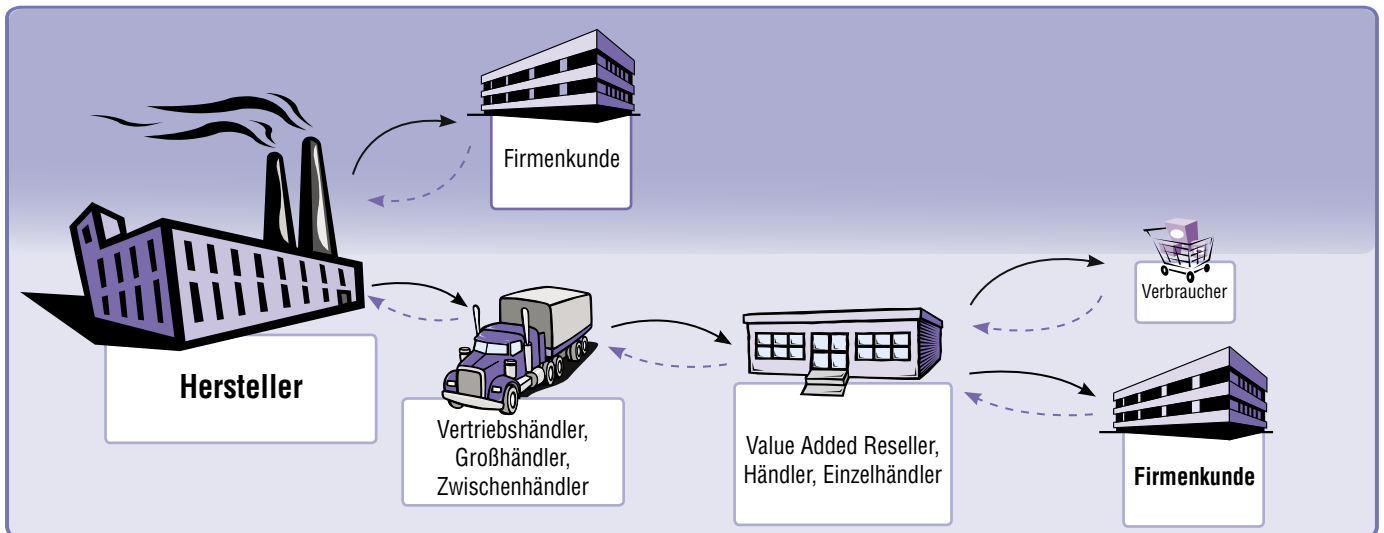 Firmenkunde
Verbraucher
Hersteller
Vertriebshändler,
Großhändler,
Zwischenhändler
Value Added Reseller,
Händler, Einzelhändler
Firmenkunde